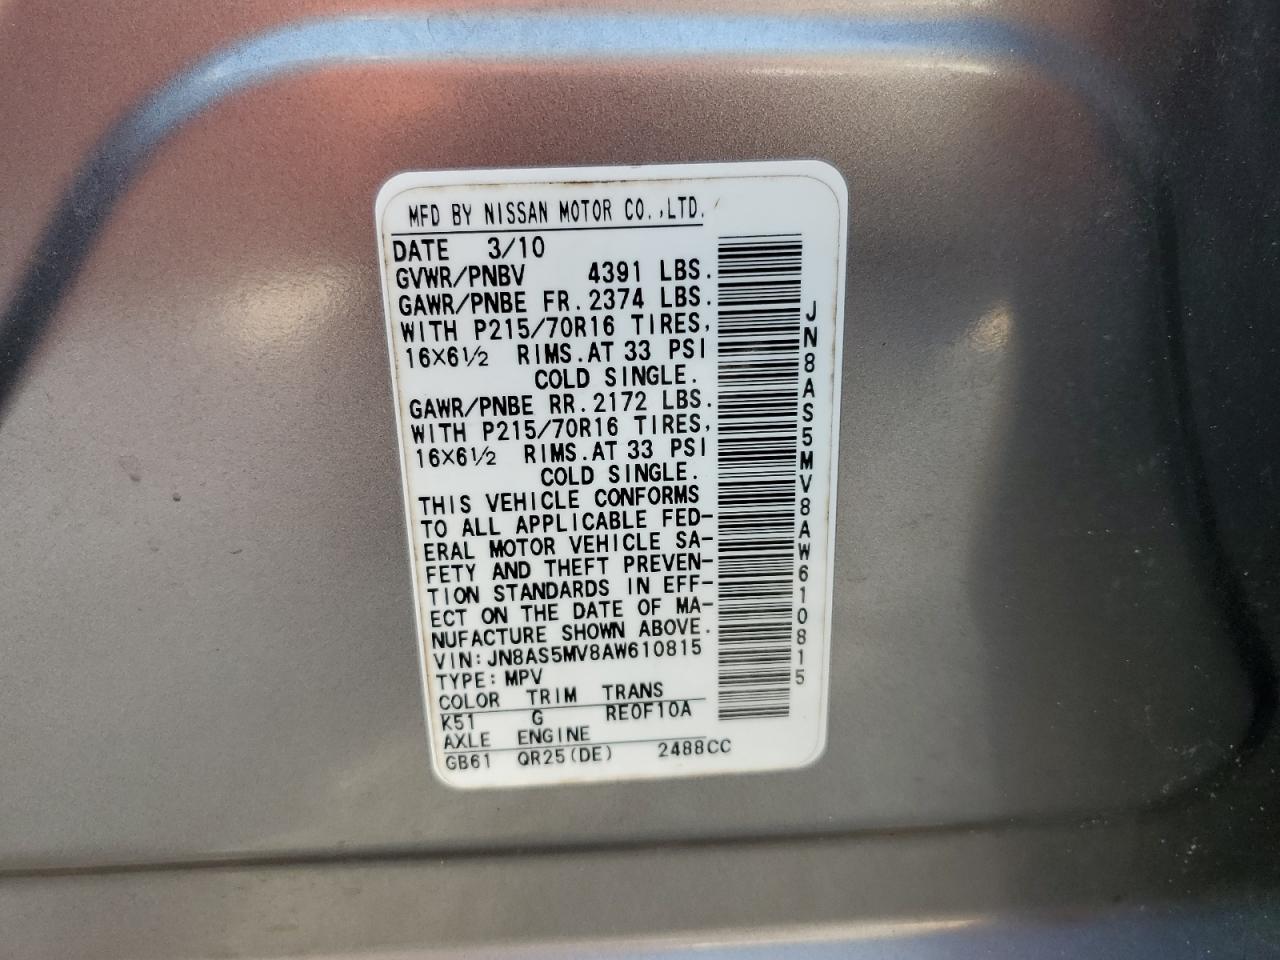 MFD BY NISSAN MOTOR CO.,LTD.
DATE 3/10
GVWR/PNBV 4391 LBS.
GAWR/PNBE FR. 2374 LBS.
WITH P215/70R16 TIRES,
16X6½ RIMS.AT 33 PSI
COLD SINGLE.
GAWR/PNBE RR. 2172 LBS.
WITH P215/70R16 TIRES,
16X6½ RIMS.AT 33 PSI
COLD SINGLE.
THIS VEHICLE CONFORMS
TO ALL APPLICABLE FED-
ERAL MOTOR VEHICLE SA-
FETY AND THEFT PREVEN-
TION STANDARDS IN EFF-
ECT ON THE DATE OF MA-
NUFACTURE SHOWN ABOVE.
VIN:JN8AS5MV8AW610815
TYPE: MPV
COLOR TRIM TRANS
K51 G RE0F10A
AXLE ENGINE
GB61 QR25(DE) 2488CC
JN8AS5MV8AW610815